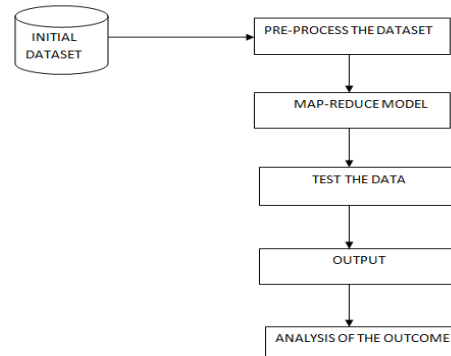 INITIAL
DATASET
PRE-PROCESS THE DATASET
MAP-REDUCE MODEL
TEST THE DATA
OUTPUT
ANALYSIS OF THE OUTCOME